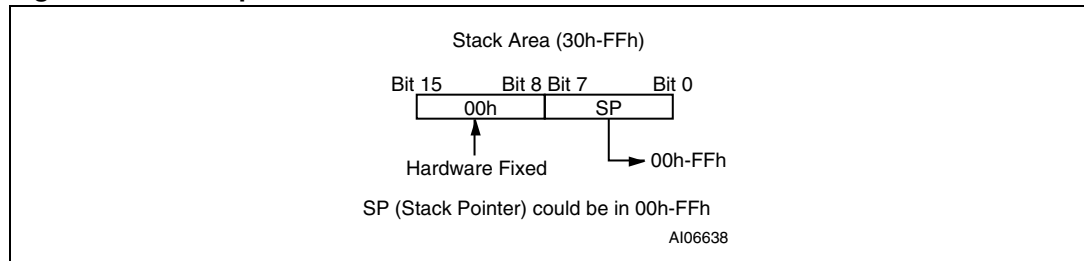 Stack Area (30h-FFh)
Bit 15 Bit 8 Bit 7 Bit 0
00h SP
Hardware Fixed 00h-FFh
SP (Stack Pointer) could be in 00h-FFh
AI06638